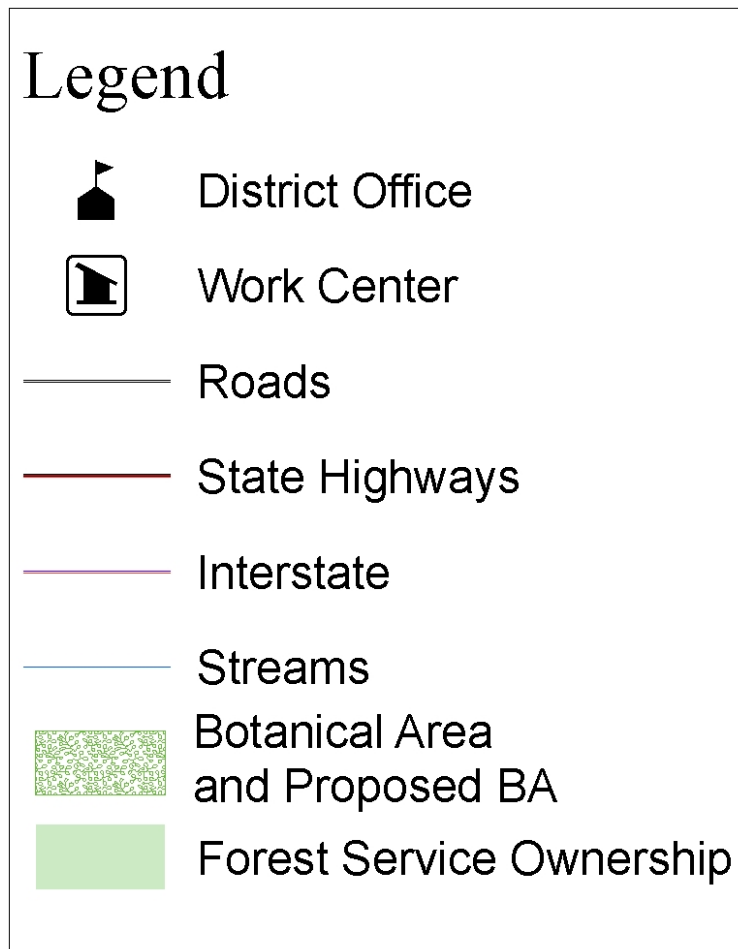 Legend
District Office
Work Center
Roads
State Highways
Interstate
Streams
Botanical Area
and Proposed BA
Forest Service Ownership